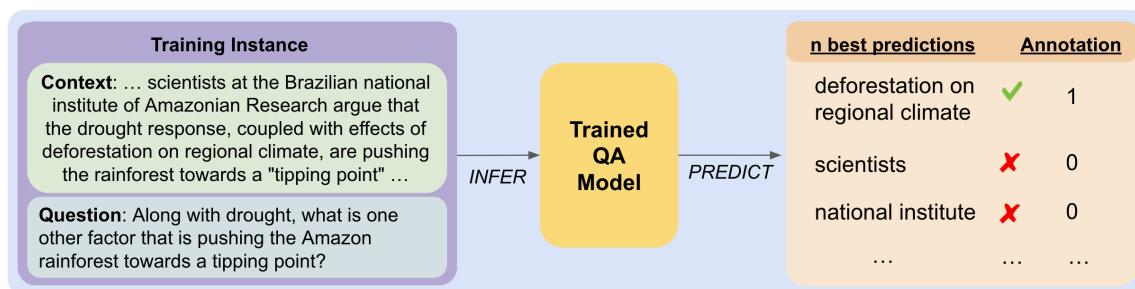 Training Instance
Context: … scientists at the Brazilian national
institute of Amazonian Research argue that
the drought response, coupled with effects of
deforestation on regional climate, are pushing
the rainforest towards a "tipping point" …
Question: Along with drought, what is one
other factor that is pushing the Amazon
rainforest towards a tipping point?
INFER
Trained
QA
Model
PREDICT
n best predictions Annotation
deforestation on
regional climate 1
scientists 0
national institute 0
… … …